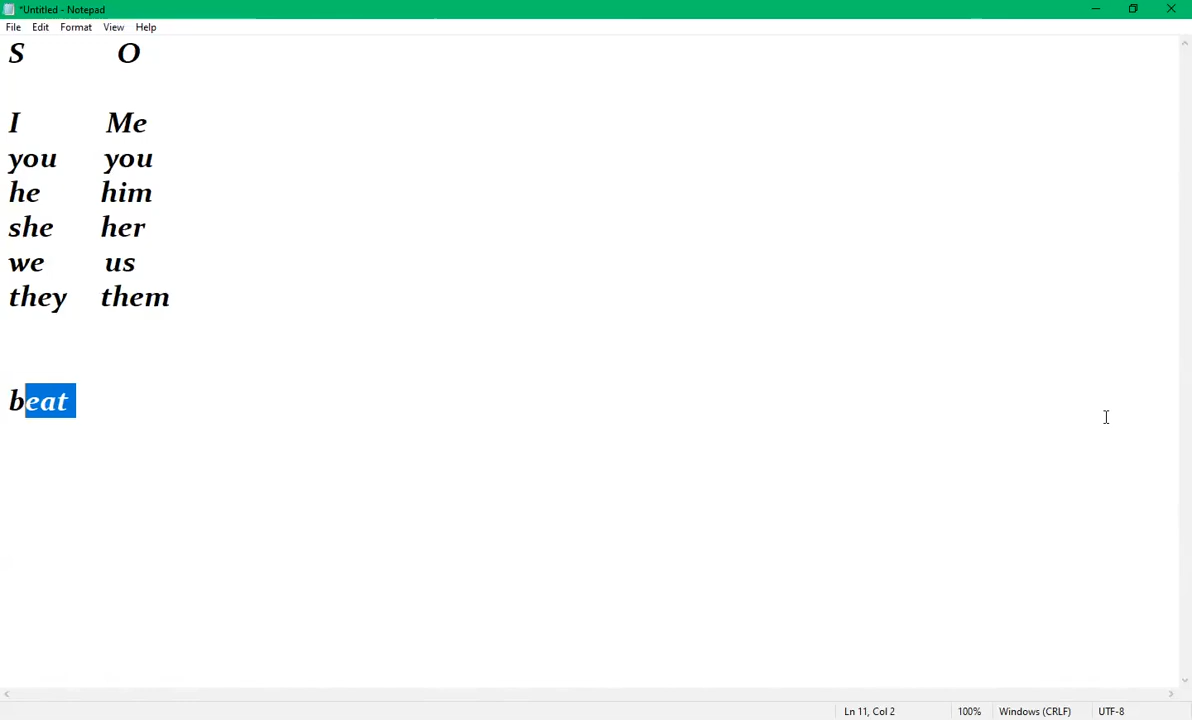 *Untitled - Notepad
File Edit Format View Help
S O
I Me
you you
he him
she her
we us
they them
beat
Ln 11, Col 2 100% Windows (CRLF) UTF-8